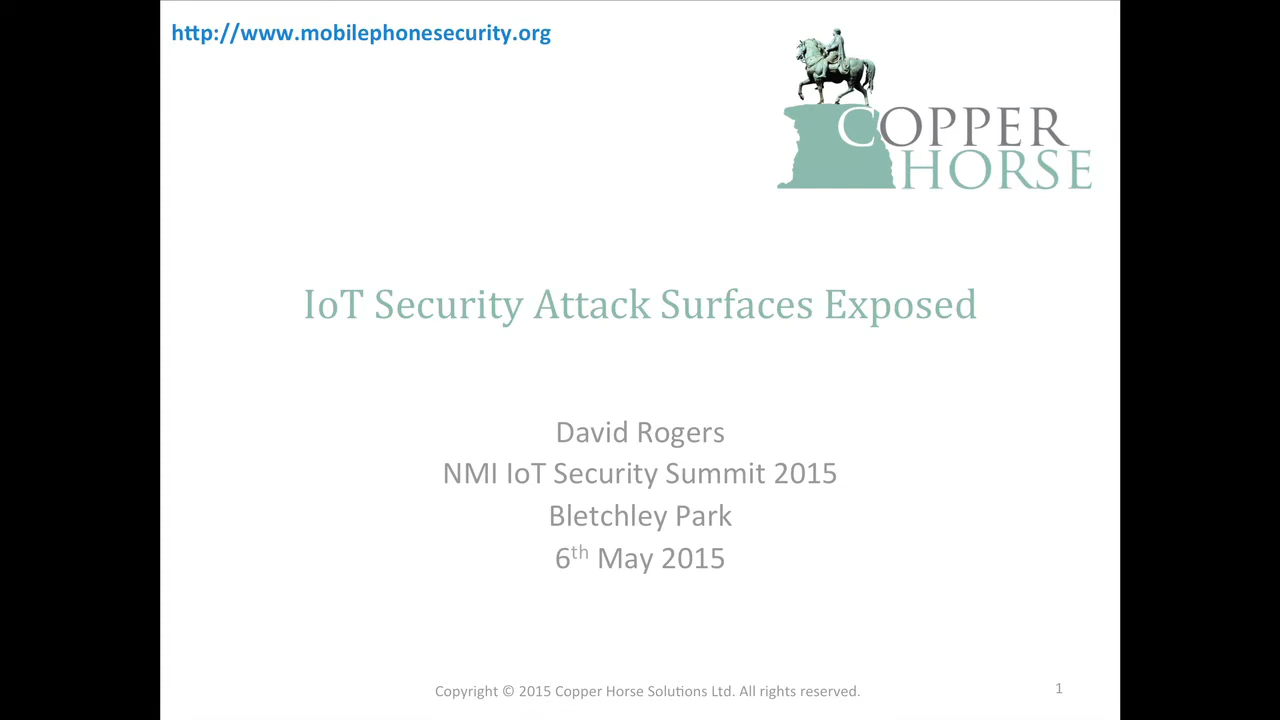 http://www.mobilephonesecurity.org
COPPER
HORSE
IoT Security Attack Surfaces Exposed
David Rogers
NMI IoT Security Summit 2015
Bletchley Park
6th May 2015
Copyright © 2015 Copper Horse Solutions Ltd. All rights reserved.
1